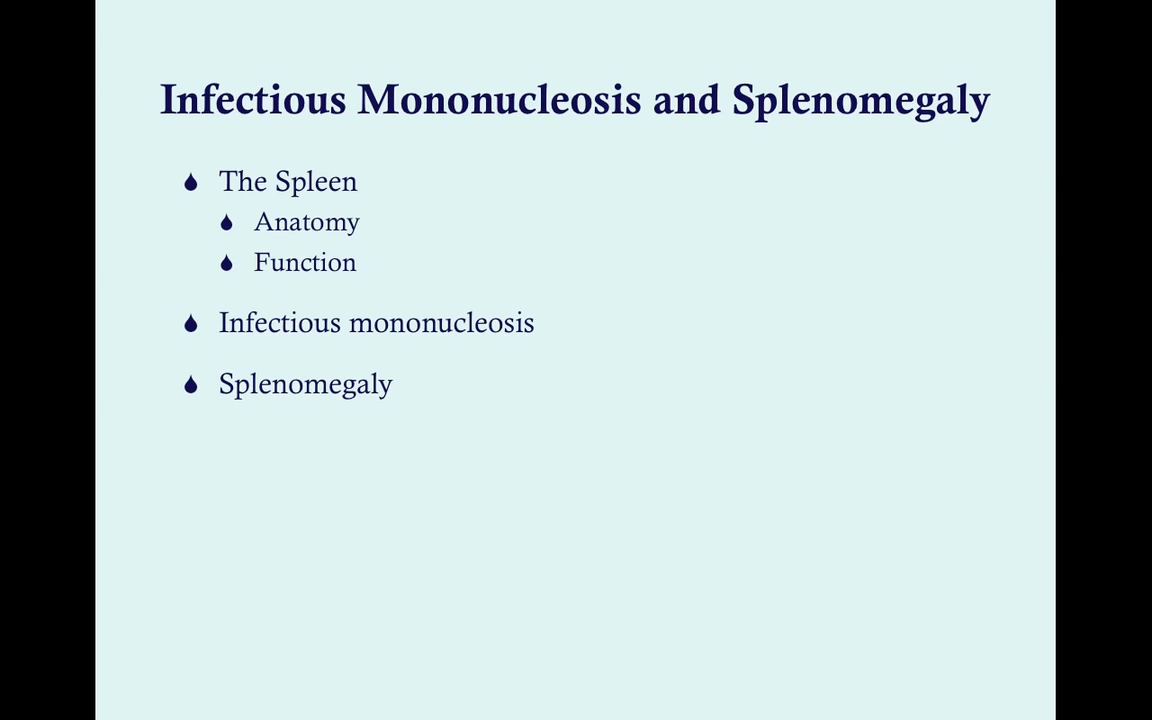 Infectious Mononucleosis and Splenomegaly
The Spleen
Anatomy
Function
Infectious mononucleosis
Splenomegaly